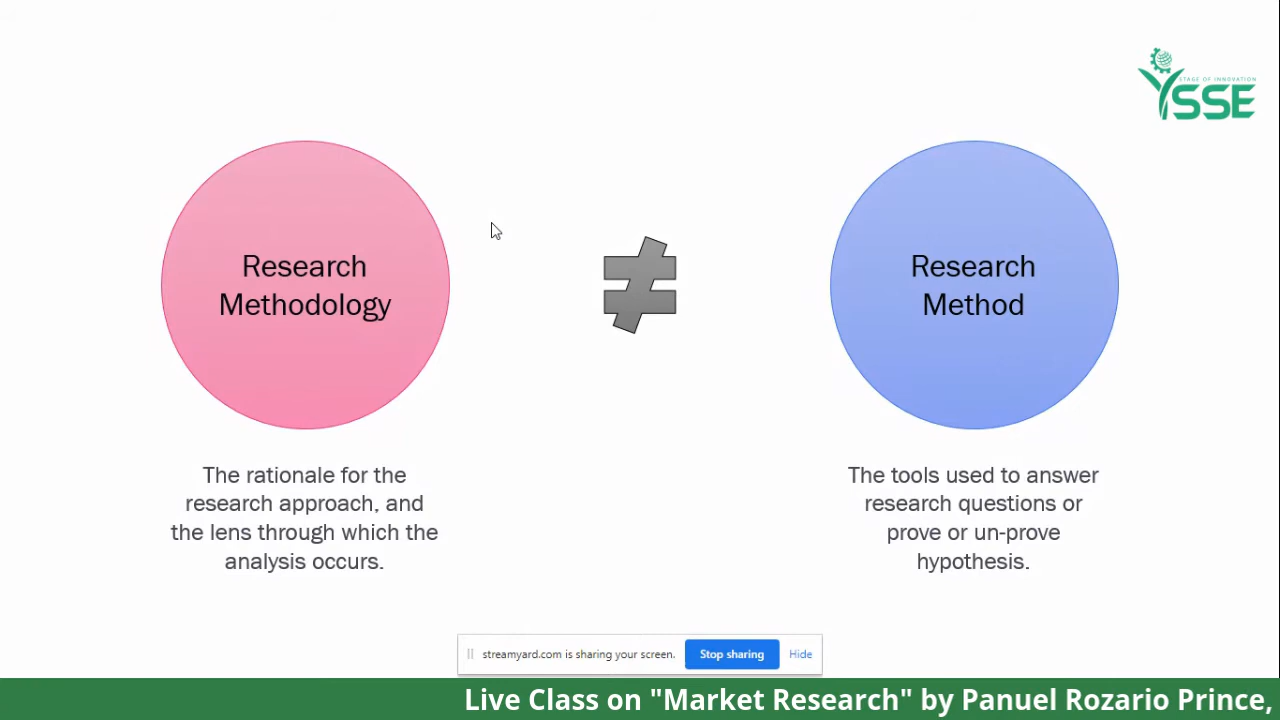 STAGE OF INNOVATION
YSSE
Research
Methodology
Research
Method
The rationale for the
research approach, and
the lens through which the
analysis occurs.
The tools used to answer
research questions or
prove or un-prove
hypothesis.
streamyard.com is sharing your screen.
Stop sharing
Hide
Live Class on "Market Research" by Panuel Rozario Prince,